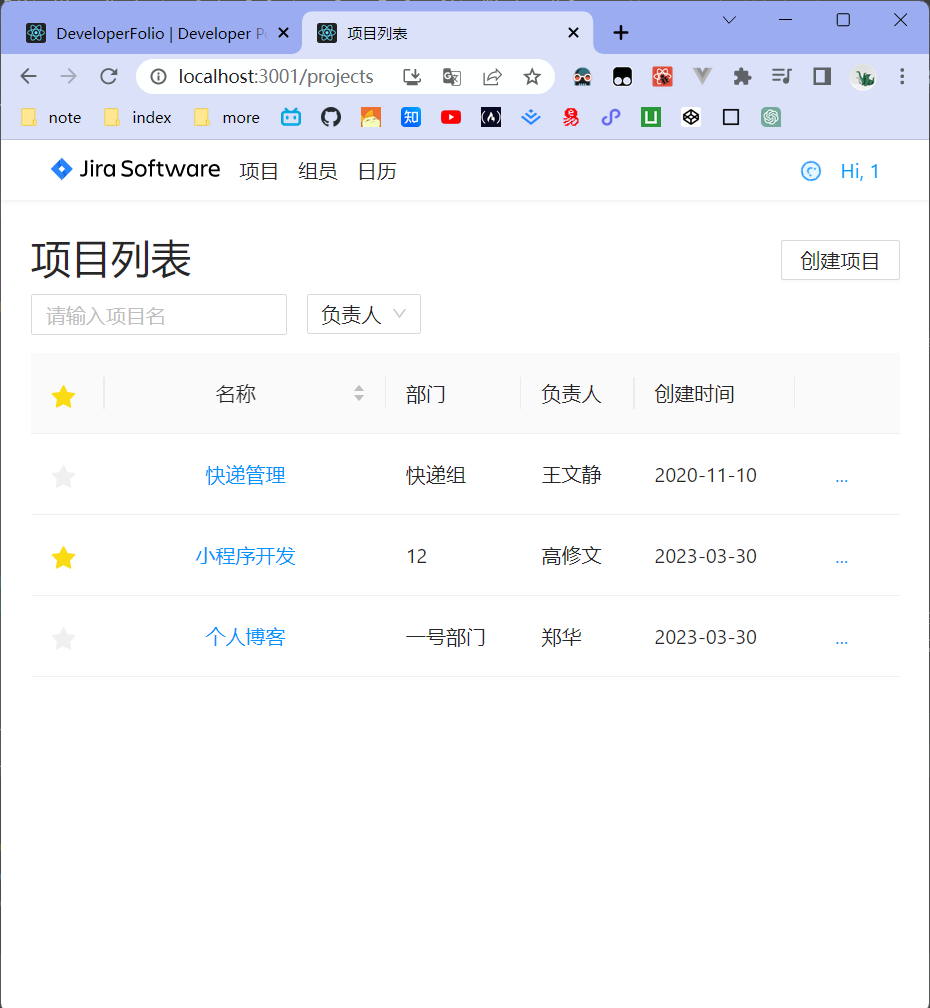 DeveloperFolio | Developer Po
项目列表
localhost:3001/projects
note
index
more
知
易
Jira Software
项目
组员
日历
Hi, 1
项目列表
创建项目
请输入项目名
负责人
名称
部门
负责人
创建时间
快递管理
快递组
王文静
2020-11-10
...
小程序开发
12
高修文
2023-03-30
...
个人博客
一号部门
郑华
2023-03-30
...